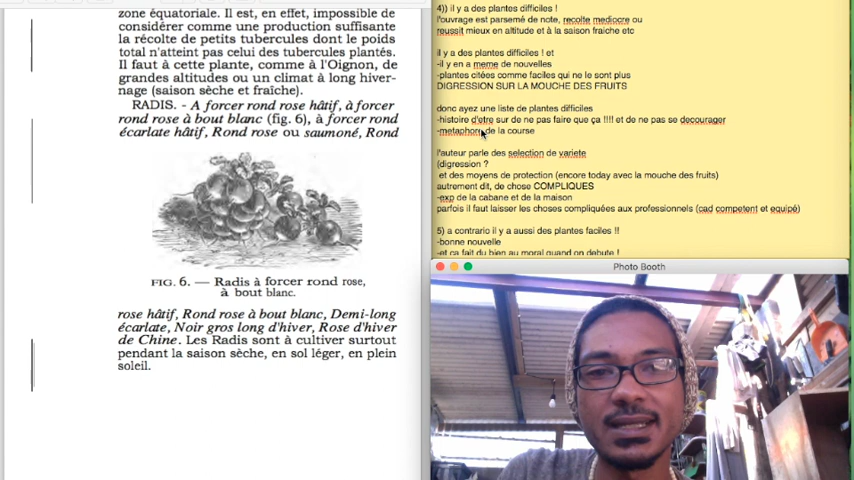 zone équatoriale. Il est, en effet, impossible de
considérer comme une production suffisante
la récolte de petits tubercules dont le poids
total n'atteint pas celui des tubercules plantés.
Il faut à cette plante, comme à l'Oignon, de
grandes altitudes ou un climat à long hiver-
nage (saison sèche et fraîche).
RADIS. - A forcer rond rose hâtif, à forcer
rond rose à bout blanc (fig. 6), à forcer rond
écarlate hâtif, Rond rose ou saumoné, Rond
FIG. 6. — Radis à forcer rond rose,
à bout blanc.
rose hâtif, Rond rose à bout blanc, Demi-long
écarlate, Noir gros long d'hiver, Rose d'hiver
de Chine. Les Radis sont à cultiver surtout
pendant la saison sèche, en sol léger, en plein
soleil.
4)) il y a des plantes difficiles !
l'ouvrage est parsemé de note, recolte mediocre ou
reussit mieux en altitude et à la saison fraiche etc
il y a des plantes difficiles ! et
-il y en a meme de nouvelles
-plantes citées comme faciles qui ne le sont plus
DIGRESSION SUR LA MOUCHE DES FRUITS
donc ayez une liste de plantes difficiles
-histoire d'etre sur de ne pas faire que ça !!!! et de ne pas se decourager
-metaphore de la course
l'auteur parle des selection de variete
(digression ?
et des moyens de protection (encore today avec la mouche des fruits)
autrement dit, de chose COMPLIQUES
-exp de la cabane et de la maison
parfois il faut laisser les choses compliquées aux professionnels (cad competent et equipé)
5) a contrario il y a aussi des plantes faciles !!
-bonne nouvelle
-et ca fait du bien au moral quand on debute !
Photo Booth